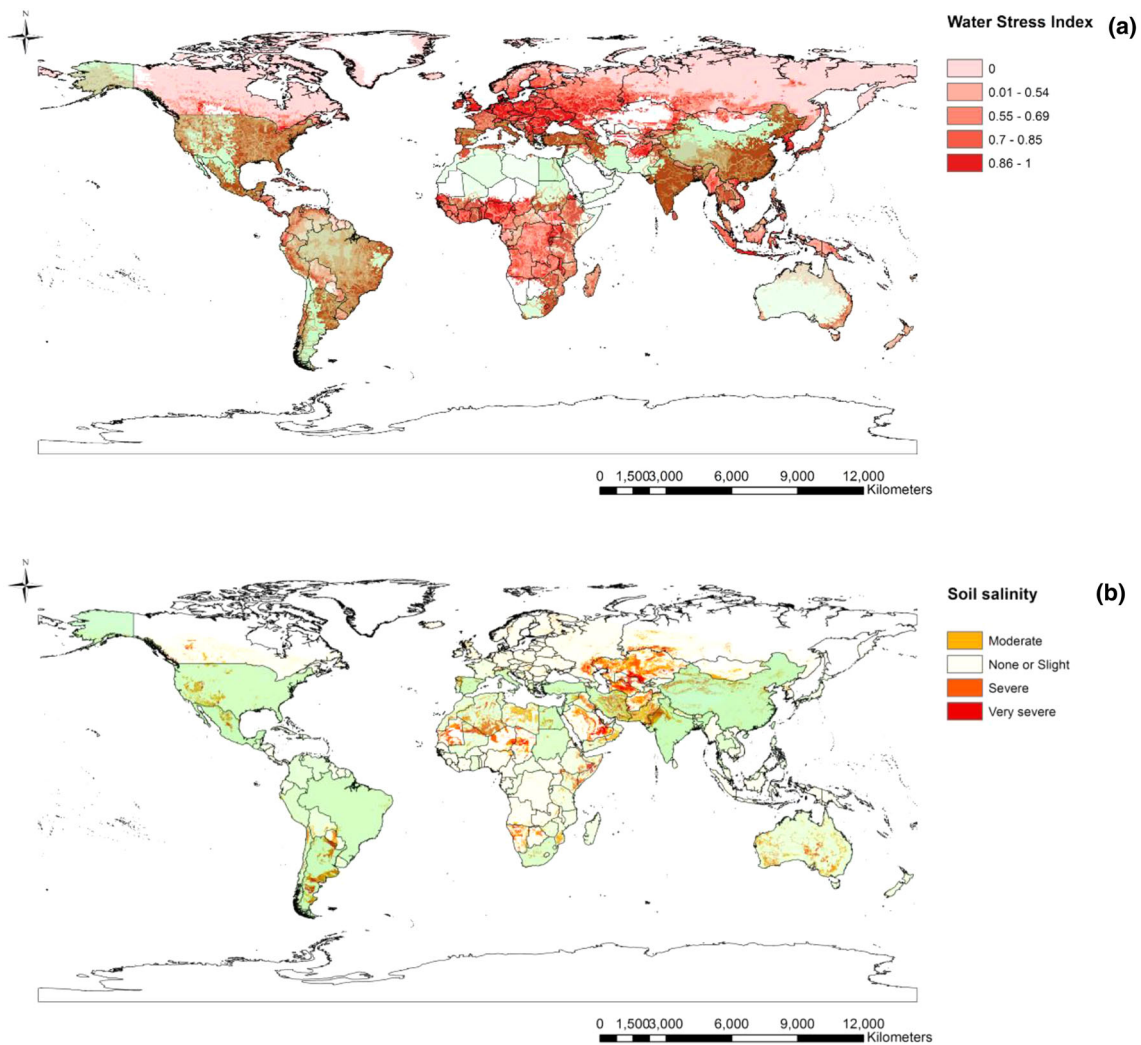 N
Water Stress Index
(a)
0
0.01 - 0.54
0.55 - 0.69
0.7 - 0.85
0.86 - 1
0 1,500 3,000 6,000 9,000 12,000
Kilometers
N
Soil salinity
(b)
Moderate
None or Slight
Severe
Very severe
0 1,500 3,000 6,000 9,000 12,000
Kilometers